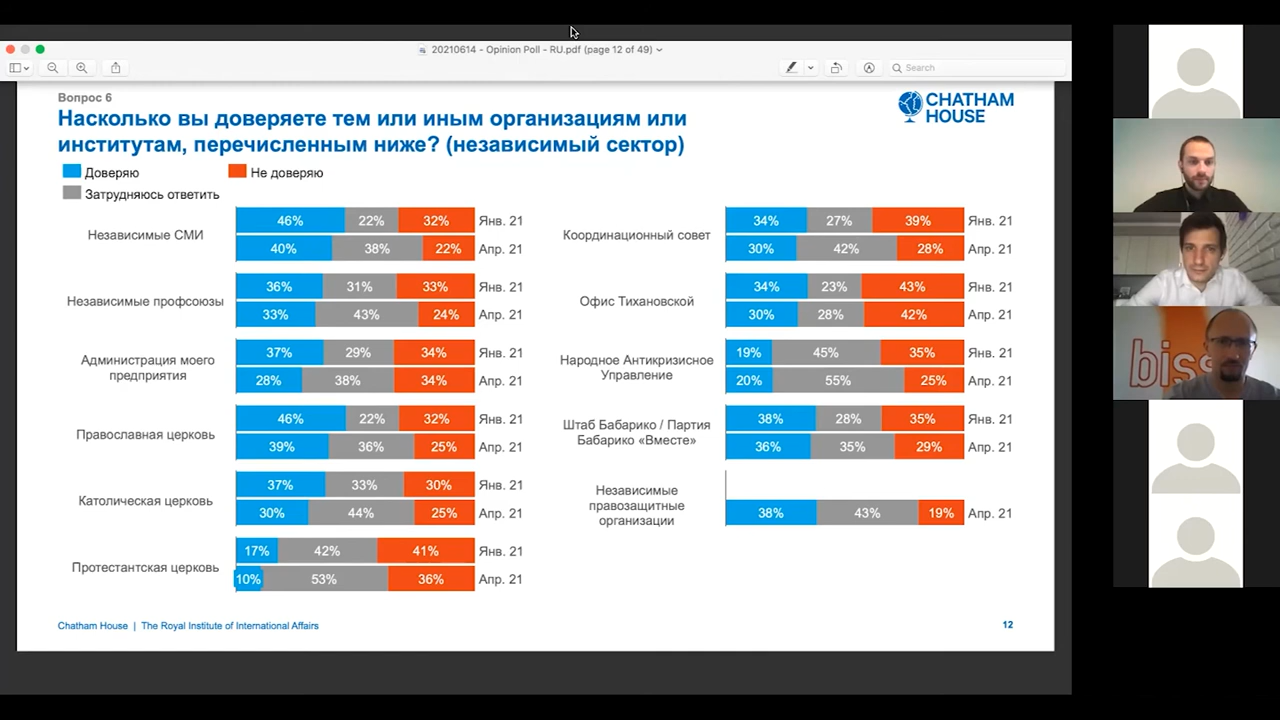 20210614 - Opinion Poll - RU.pdf (page 12 of 49)
Search
Вопрос 6
Насколько вы доверяете тем или иным организациям или
институтам, перечисленным ниже? (независимый сектор)
CHATHAM
HOUSE
Доверяю
Не доверяю
Затрудняюсь ответить
Независимые СМИ
46% 22% 32% Янв. 21
40% 38% 22% Апр. 21
Независимые профсоюзы
36% 31% 33% Янв. 21
33% 43% 24% Апр. 21
Администрация моего
предприятия
37% 29% 34% Янв. 21
28% 38% 34% Апр. 21
Православная церковь
46% 22% 32% Янв. 21
39% 36% 25% Апр. 21
Католическая церковь
37% 33% 30% Янв. 21
30% 44% 25% Апр. 21
Протестантская церковь
17% 42% 41% Янв. 21
10% 53% 36% Апр. 21
Координационный совет
34% 27% 39% Янв. 21
30% 42% 28% Апр. 21
Офис Тихановской
34% 23% 43% Янв. 21
30% 28% 42% Апр. 21
Народное Антикризисное
Управление
19% 45% 35% Янв. 21
20% 55% 25% Апр. 21
Штаб Бабарико / Партия
Бабарико «Вместе»
38% 28% 35% Янв. 21
36% 35% 29% Апр. 21
Независимые
правозащитные
организации
38% 43% 19% Апр. 21
Chatham House | The Royal Institute of International Affairs
12
biss